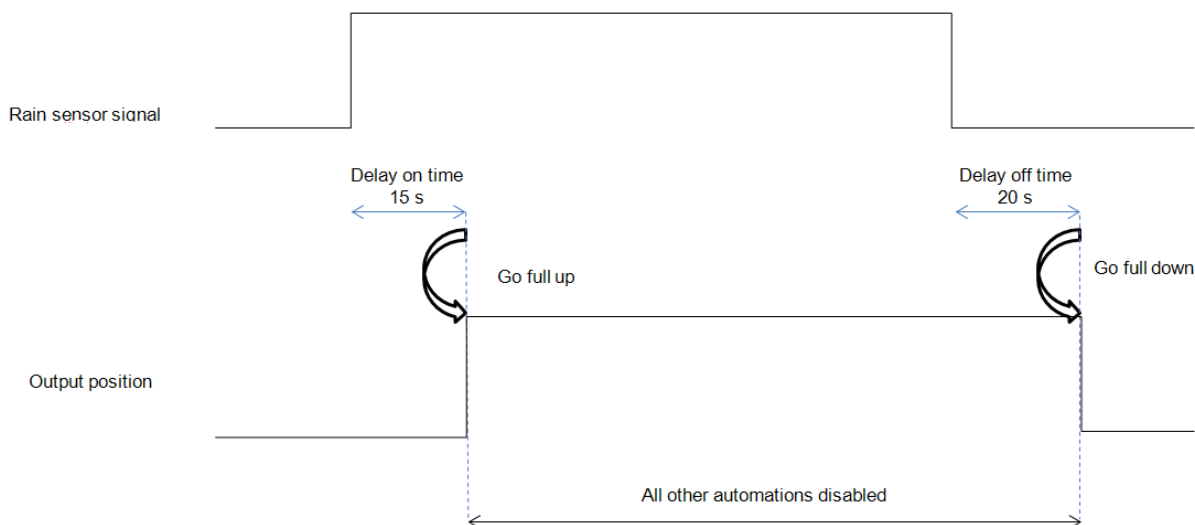 Rain sensor signal
Delay on time
15 s
Delay off time
20 s
Go full up
Go full down
Output position
All other automations disabled